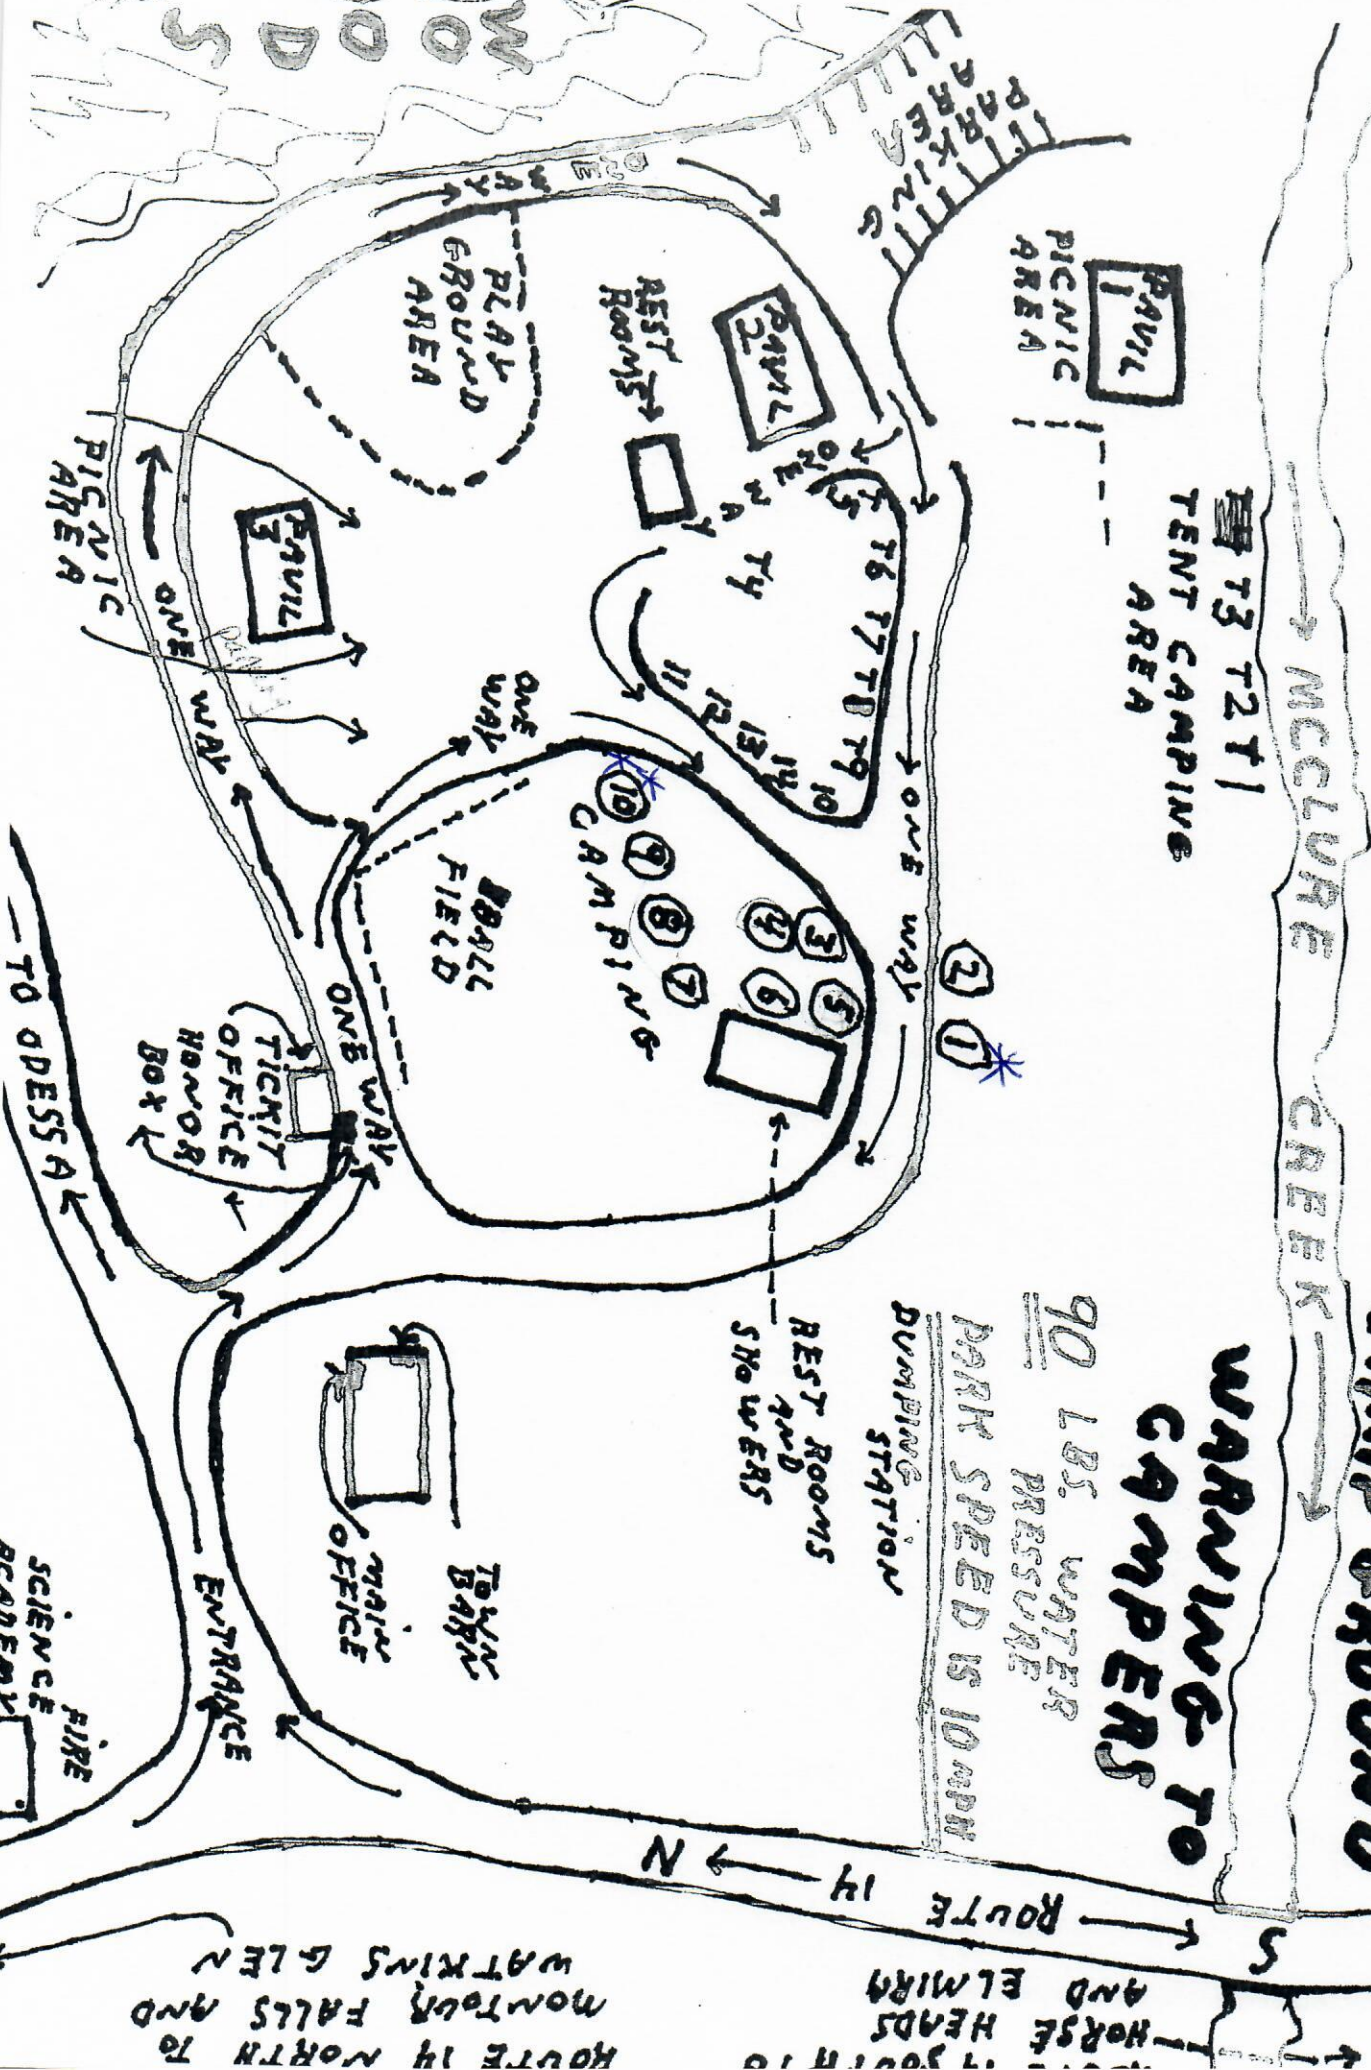 WOODS
PARKING
AREA
ONE
WAY
PLAY
GROUND
AREA
REST
ROOMS
PAVIL
2
PAVIL
1
PICNIC
AREA
T3 T2 T1
TENT CAMPING
AREA
MCCLURE CREEK
ONE WAY
T5
T6
T7
T8
T9
10
T4
11
12
13
14
PAVIL
3
PICNIC
AREA
ONE WAY
ONE
WAY
ONE WAY
BALL
FIELD
CAMPING
10
9
8
7
4
3
6
5
2
1
ONE WAY
TICKIT
OFFICE
HONOR
BOX
TO ODESSA
WARNING TO
CAMPERS
90 LBS. WATER
PRESSURE
PARK SPEED IS 10 MPH
DUMPING
STATION
REST ROOMS
AND
SHOWERS
TOWN
BARN
MAIN
OFFICE
ENTRANCE
FIRE
SCIENCE
ACADEMY
N
14
ROUTE
S
ROUTE 14 NORTH TO
MONTOUR FALLS AND
WATKINS GLEN
HORSE HEADS
AND ELMIRA